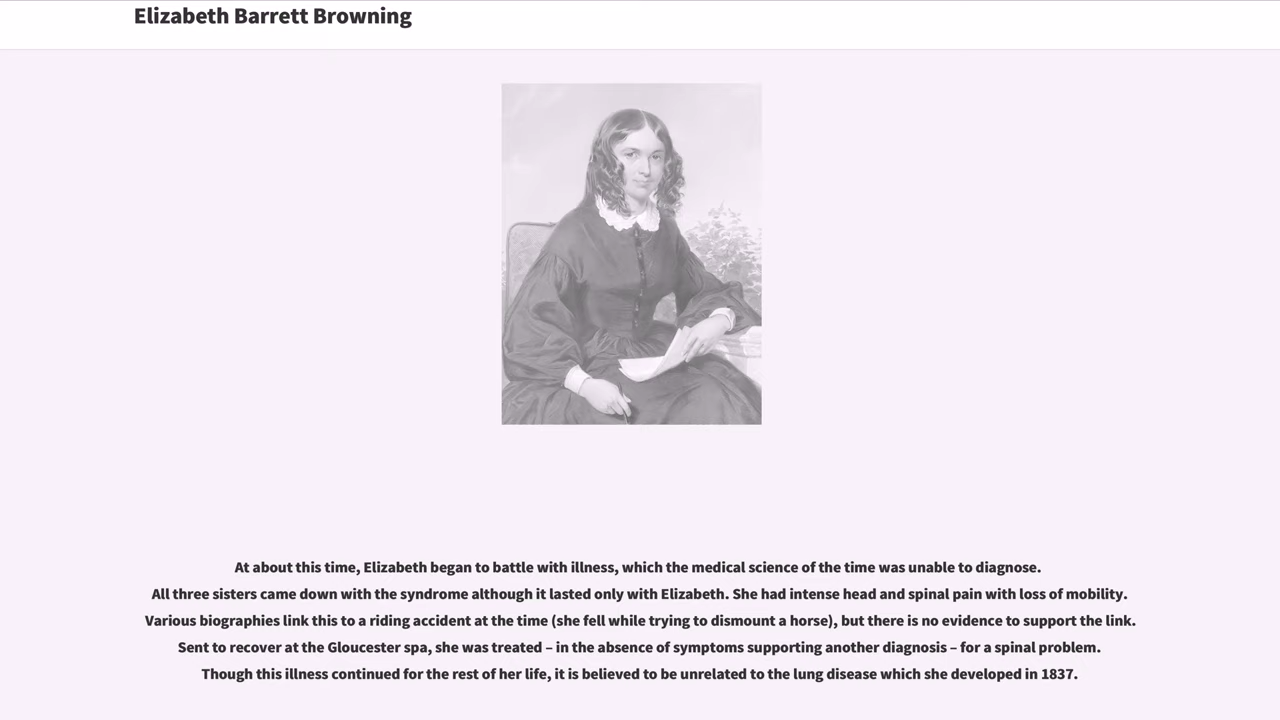 Elizabeth Barrett Browning
At about this time, Elizabeth began to battle with illness, which the medical science of the time was unable to diagnose.
All three sisters came down with the syndrome although it lasted only with Elizabeth. She had intense head and spinal pain with loss of mobility.
Various biographies link this to a riding accident at the time (she fell while trying to dismount a horse), but there is no evidence to support the link.
Sent to recover at the Gloucester spa, she was treated – in the absence of symptoms supporting another diagnosis – for a spinal problem.
Though this illness continued for the rest of her life, it is believed to be unrelated to the lung disease which she developed in 1837.